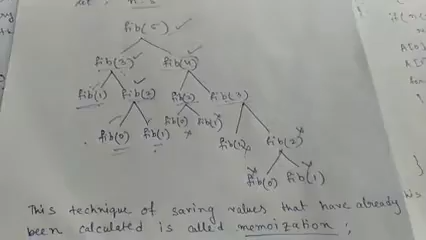 n = 5
fib(5)
fib(3) fib(4)
fib(1) fib(2) fib(2) fib(3)
fib(0) fib(1) fib(0) fib(1)
fib(1) fib(2)
fib(0) fib(1)
This technique of saving values that have already
been calculated is called memoization ;